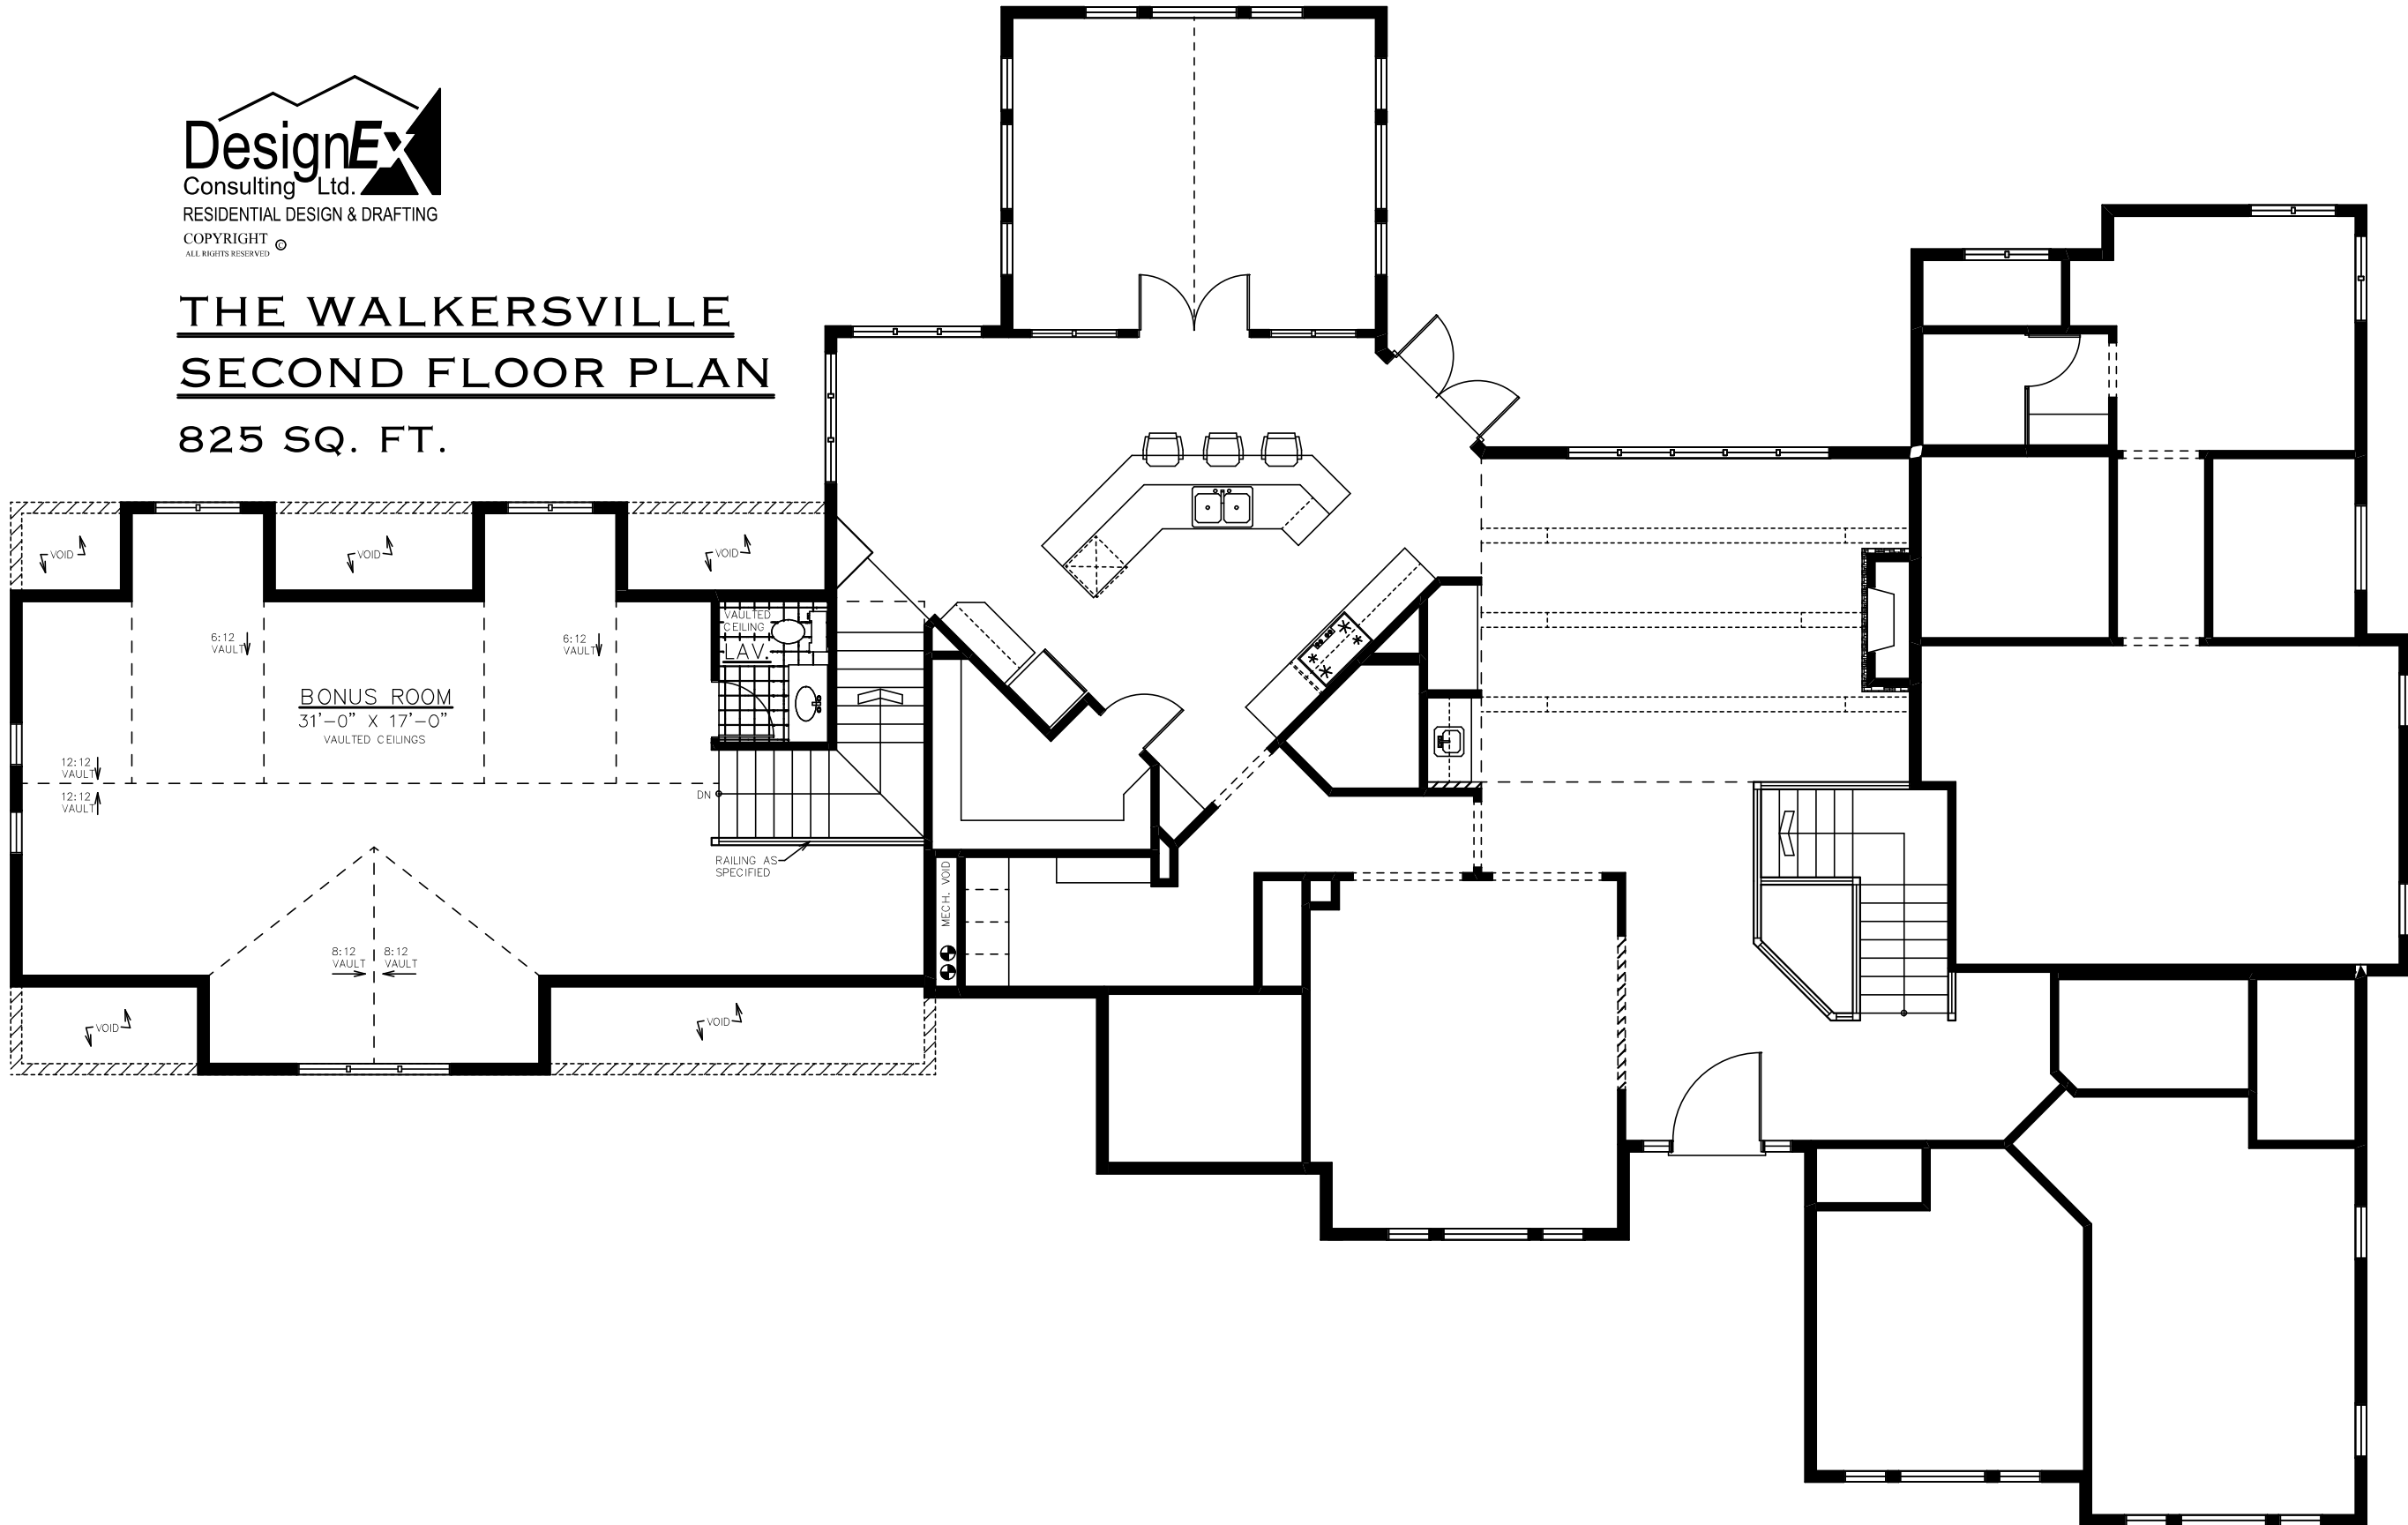 DesignEx
Consulting Ltd.
RESIDENTIAL DESIGN & DRAFTING
COPYRIGHT ©
ALL RIGHTS RESERVED
THE WALKERSVILLE
SECOND FLOOR PLAN
825 SQ. FT.
VOID
VOID
VOID
6:12
VAULT
6:12
VAULT
VAULTED
CEILING
LAV.
BONUS ROOM
31'-0" X 17'-0"
VAULTED CEILINGS
12:12
VAULT
12:12
VAULT
DN
RAILING AS
SPECIFIED
MECH. VOID
8:12
VAULT
8:12
VAULT
VOID
VOID